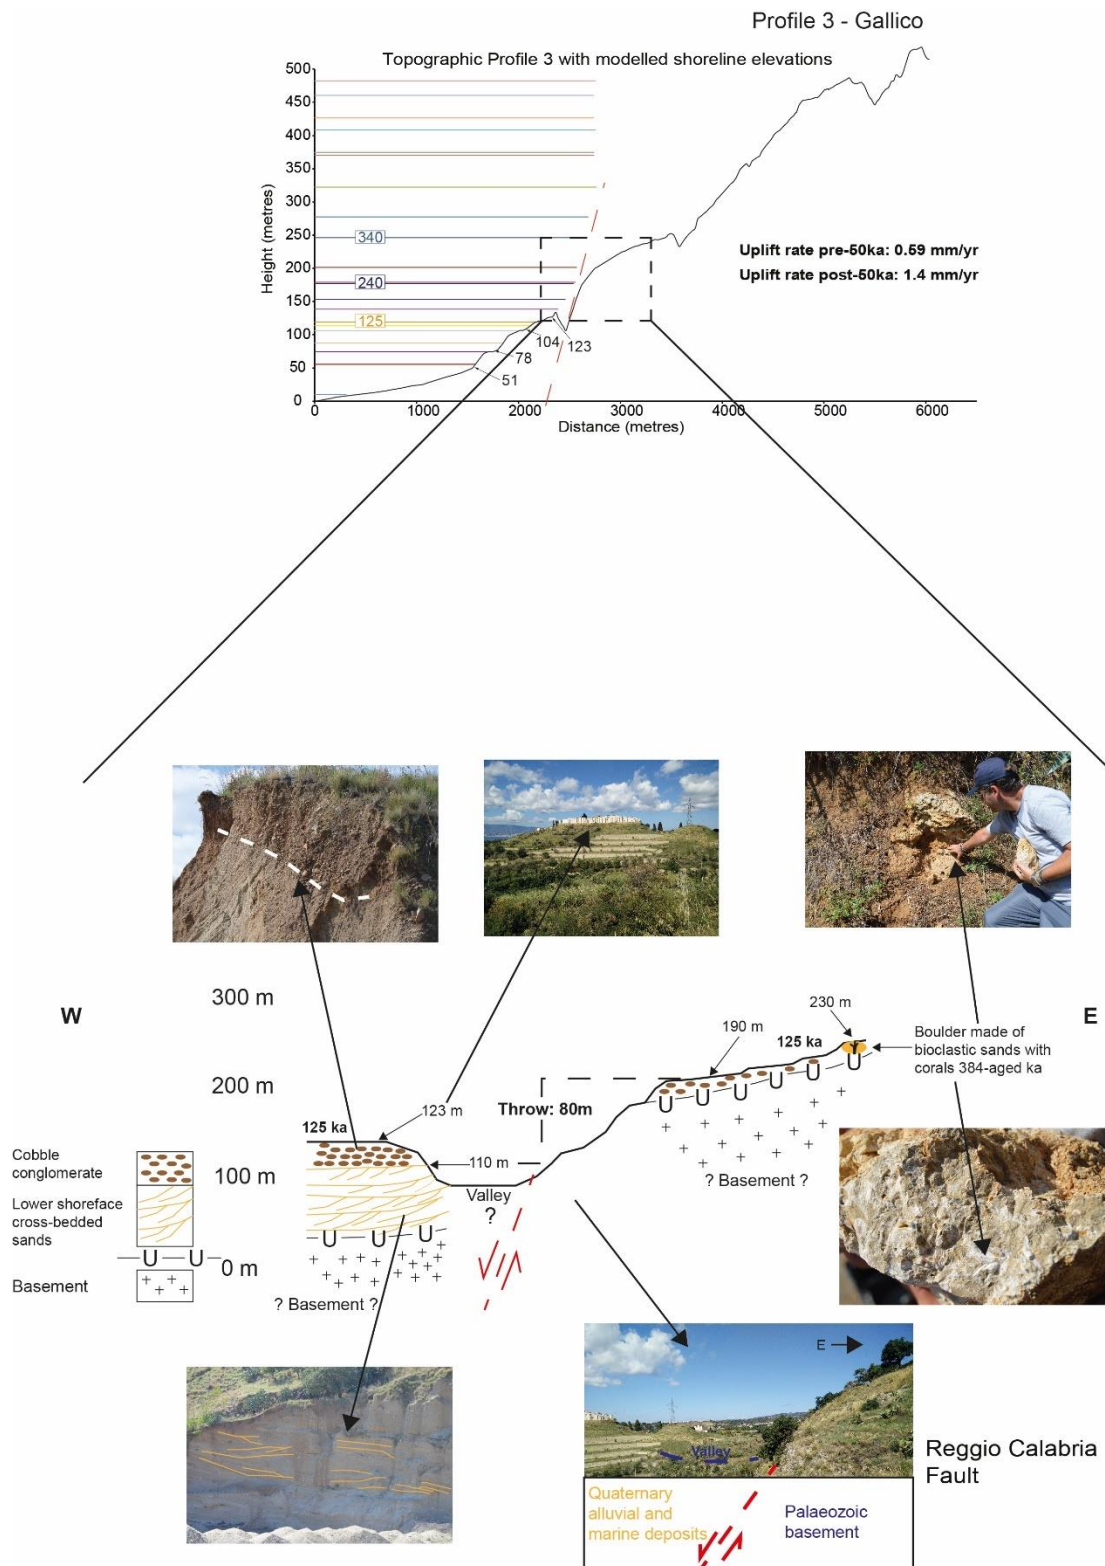 Profile 3 - Gallico
Topographic Profile 3 with modelled shoreline elevations
Height (metres)
500
450
400
350
300
250
200
150
100
50
0
340
240
125
104
123
78
51
Uplift rate pre-50ka: 0.59 mm/yr
Uplift rate post-50ka: 1.4 mm/yr
0
1000
2000
3000
4000
5000
6000
Distance (metres)
W
E
300 m
200 m
100 m
0 m
230 m
190 m
125 ka
Boulder made of
bioclastic sands with
corals 384-aged ka
Throw: 80m
123 m
125 ka
110 m
Valley
?
? Basement ?
? Basement ?
Cobble
conglomerate
Lower shoreface
cross-bedded
sands
U U
Basement
U U U
U U U U U U
E
Valley
Quaternary
alluvial and
marine deposits
Palaeozoic
basement
Reggio Calabria
Fault